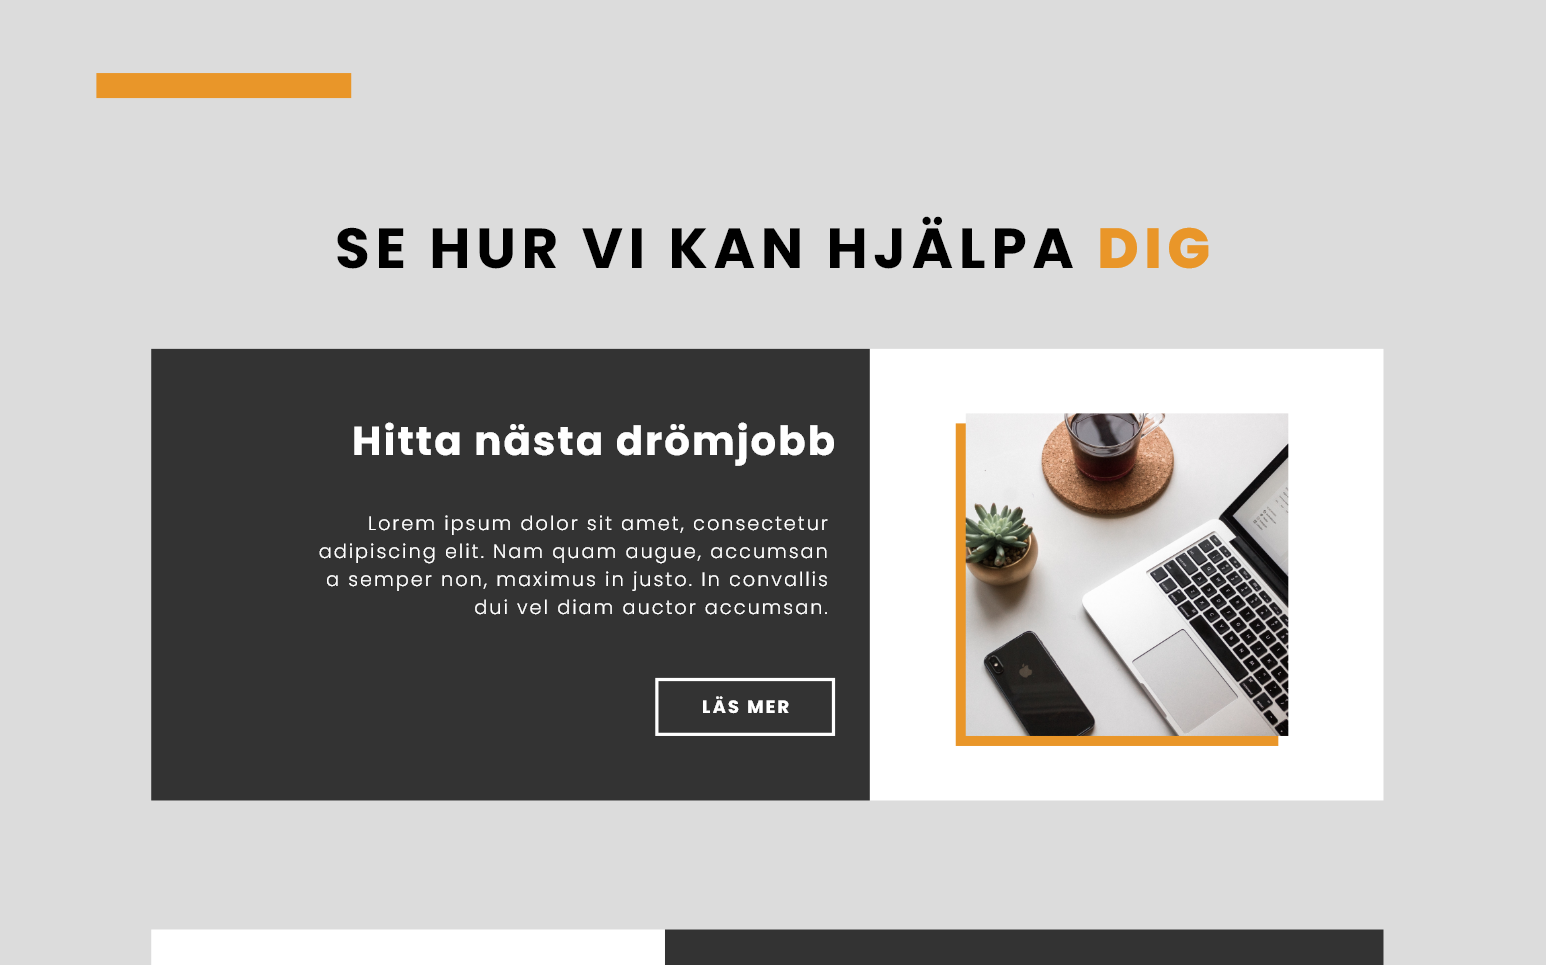 SE HUR VI KAN HJÄLPA DIG
Hitta nästa drömjobb
Lorem ipsum dolor sit amet, consectetur
adipiscing elit. Nam quam augue, accumsan
a semper non, maximus in justo. In convallis
dui vel diam auctor accumsan.
LÄS MER